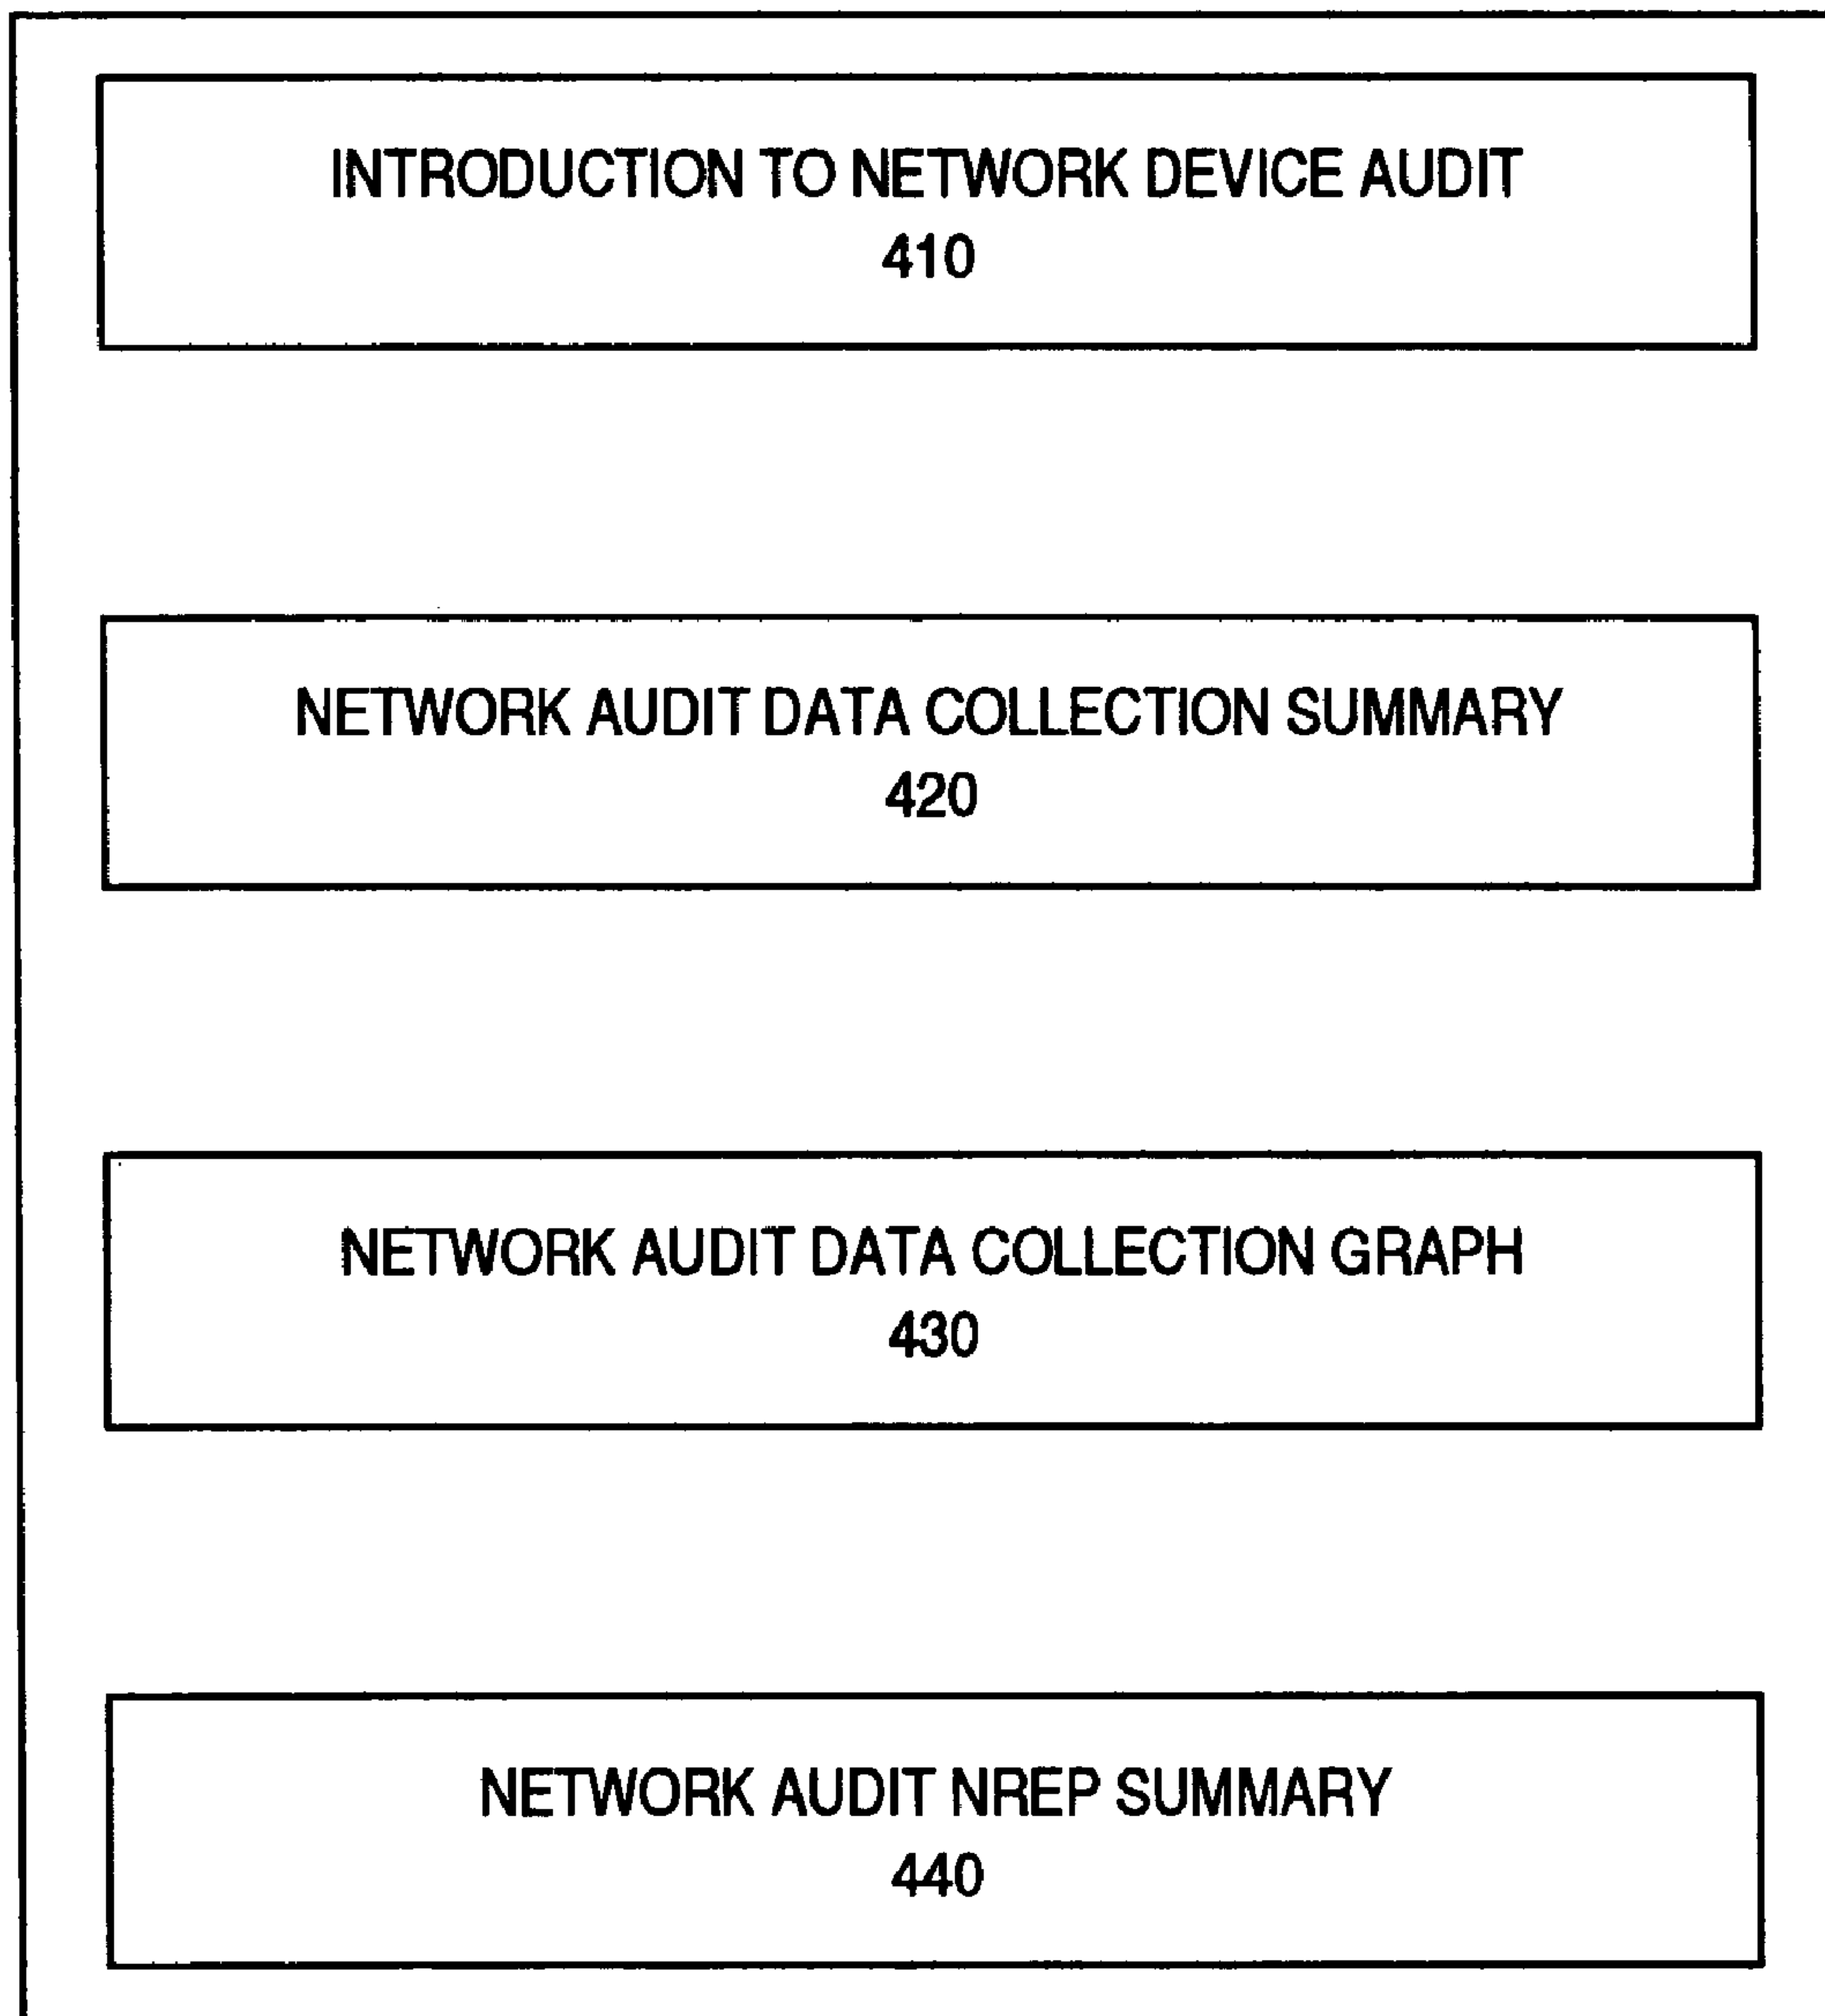 INTRODUCTION TO NETWORK DEVICE AUDIT
410
NETWORK AUDIT DATA COLLECTION SUMMARY
420
NETWORK AUDIT DATA COLLECTION GRAPH
430
NETWORK AUDIT NREP SUMMARY
440